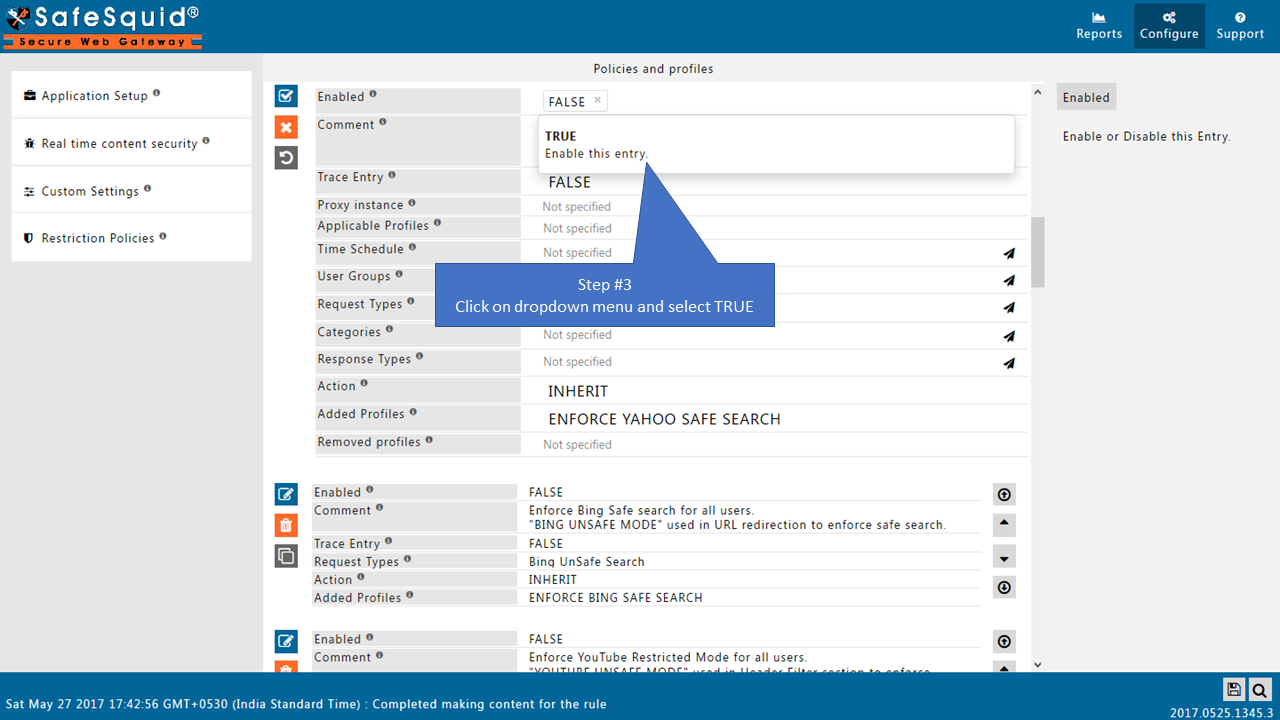 SafeSquid®
Secure Web Gateway
Reports
Configure
Support
Application Setup
Real time content security
Custom Settings
Restriction Policies
Policies and profiles
Enabled
FALSE ×
TRUE
Enable this entry.
Comment
Trace Entry
FALSE
Proxy instance
Not specified
Applicable Profiles
Not specified
Time Schedule
Not specified
User Groups
Request Types
Step #3
Click on dropdown menu and select TRUE
Categories
Not specified
Response Types
Not specified
Action
INHERIT
Added Profiles
ENFORCE YAHOO SAFE SEARCH
Removed profiles
Not specified
Enabled
FALSE
Comment
Enforce Bing Safe search for all users.
"BING UNSAFE MODE" used in URL redirection to enforce safe search.
Trace Entry
FALSE
Request Types
Bing UnSafe Search
Action
INHERIT
Added Profiles
ENFORCE BING SAFE SEARCH
Enabled
FALSE
Comment
Enforce YouTube Restricted Mode for all users.
"YOUTUBE UNSAFE MODE" used in Header Filter section to enforce
Enabled
Enable or Disable this Entry.
Sat May 27 2017 17:42:56 GMT+0530 (India Standard Time) : Completed making content for the rule
2017.0525.1345.3